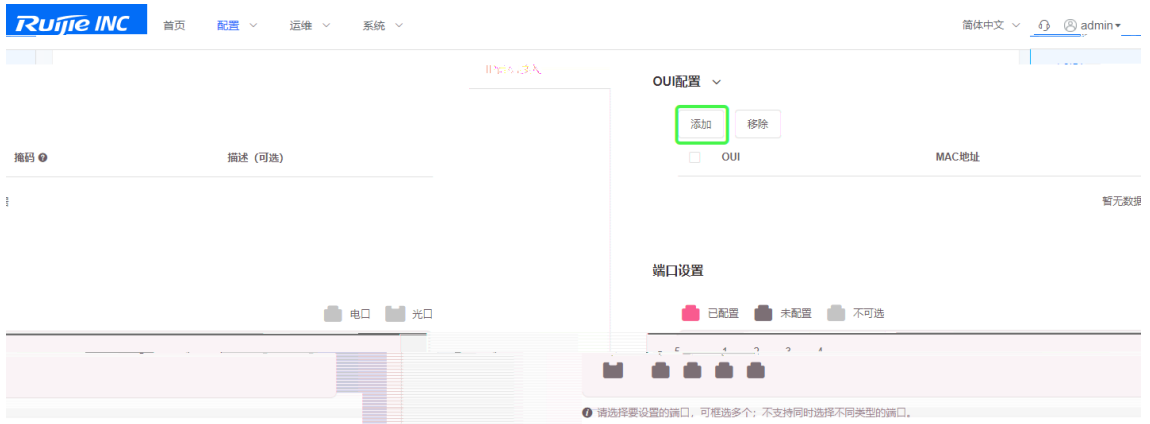 Ruijie INC 首页 配置 运维 系统 简体中文 admin
OUI配置
添加 移除
掩码 描述（可选） OUI MAC地址
暂无数据
端口设置
电口 光口 已配置 未配置 不可选
5 1 2 3 4
请选择要设置的端口，可框选多个；不支持同时选择不同类型的端口。